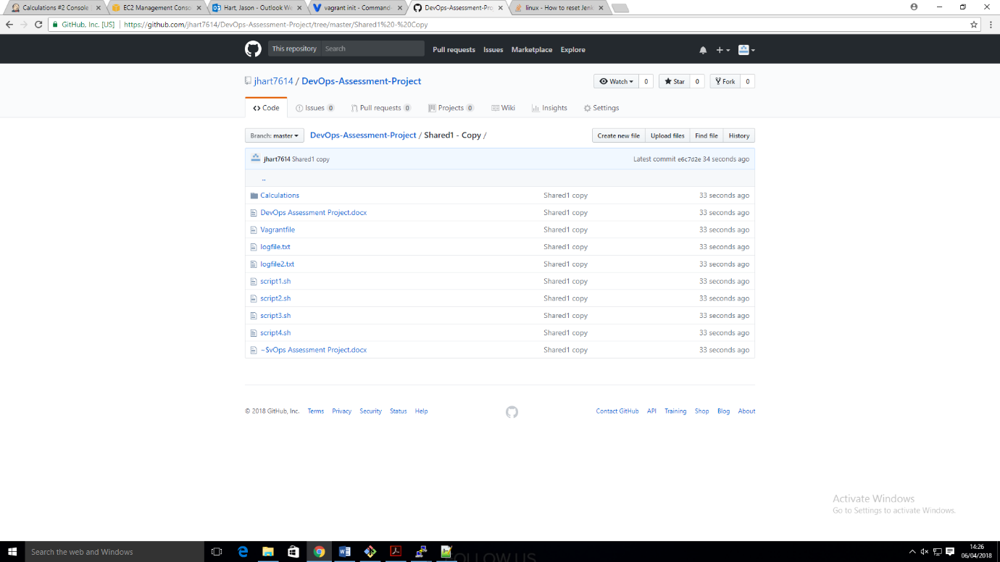 Calculations #2 Console
EC2 Management Conso
Hart, Jason - Outlook We
vagrant init - Command-
DevOps-Assessment-Proj
linux - How to reset Jenk
GitHub, Inc. [US] https://github.com/jhart7614/DevOps-Assessment-Project/tree/master/Shared1%20-%20Copy
This repository Search Pull requests Issues Marketplace Explore
jhart7614 / DevOps-Assessment-Project Watch 0 Star 0 Fork 0
Code Issues 0 Pull requests 0 Projects 0 Wiki Insights Settings
Branch: master DevOps-Assessment-Project / Shared1 - Copy / Create new file Upload files Find file History
jhart7614 Shared1 copy Latest commit e6c7d2e 34 seconds ago
..
Calculations Shared1 copy 33 seconds ago
DevOps Assessment Project.docx Shared1 copy 33 seconds ago
Vagrantfile Shared1 copy 33 seconds ago
logfile.txt Shared1 copy 33 seconds ago
logfile2.txt Shared1 copy 33 seconds ago
script1.sh Shared1 copy 33 seconds ago
script2.sh Shared1 copy 33 seconds ago
script3.sh Shared1 copy 33 seconds ago
script4.sh Shared1 copy 33 seconds ago
~$vOps Assessment Project.docx Shared1 copy 33 seconds ago
© 2018 GitHub, Inc. Terms Privacy Security Status Help Contact GitHub API Training Shop Blog About
Activate Windows
Go to Settings to activate Windows.
Search the web and Windows
FOLLOW US
14:26
06/04/2018